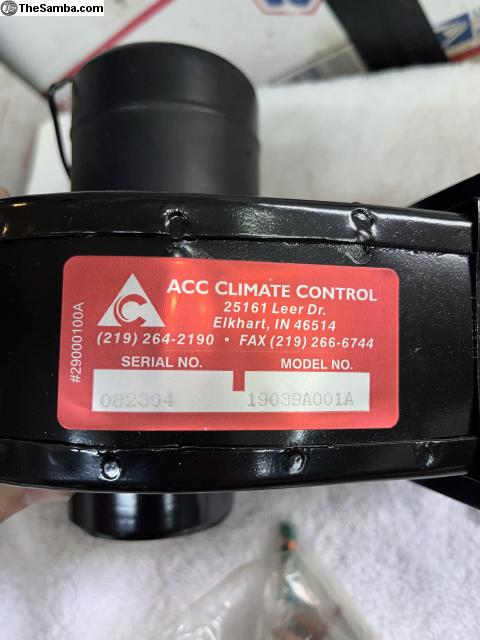 TheSamba.com
#29000100A
ACC CLIMATE CONTROL
25161 Leer Dr.
Elkhart, IN 46514
(219) 264-2190 • FAX (219) 266-6744
SERIAL NO. MODEL NO.
082304 19039A001A